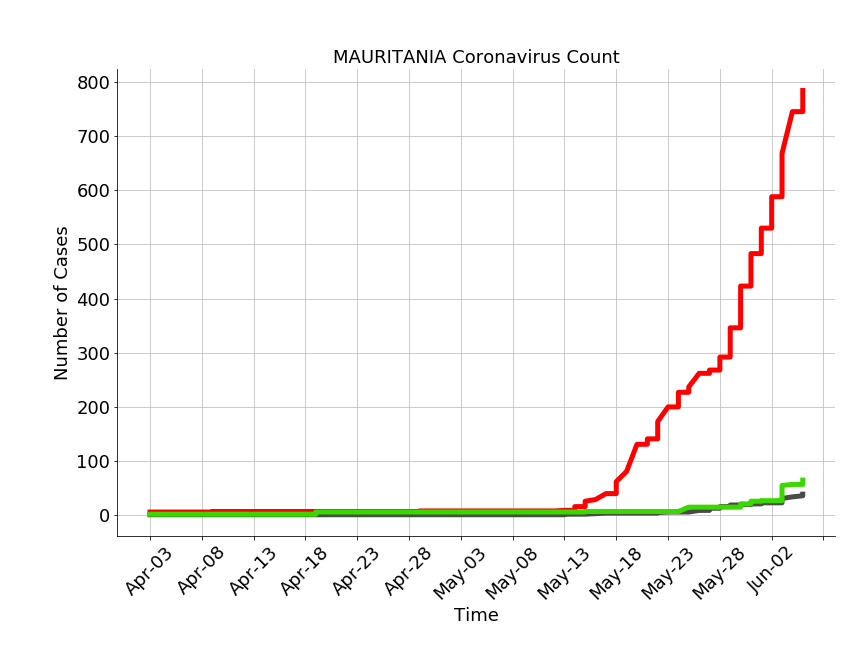 MAURITANIA Coronavirus Count
800
700
600
500
400
300
200
100
0
Number of Cases
Apr-03
Apr-08
Apr-13
Apr-18
Apr-23
Apr-28
May-03
May-08
May-13
May-18
May-23
May-28
Jun-02
Time